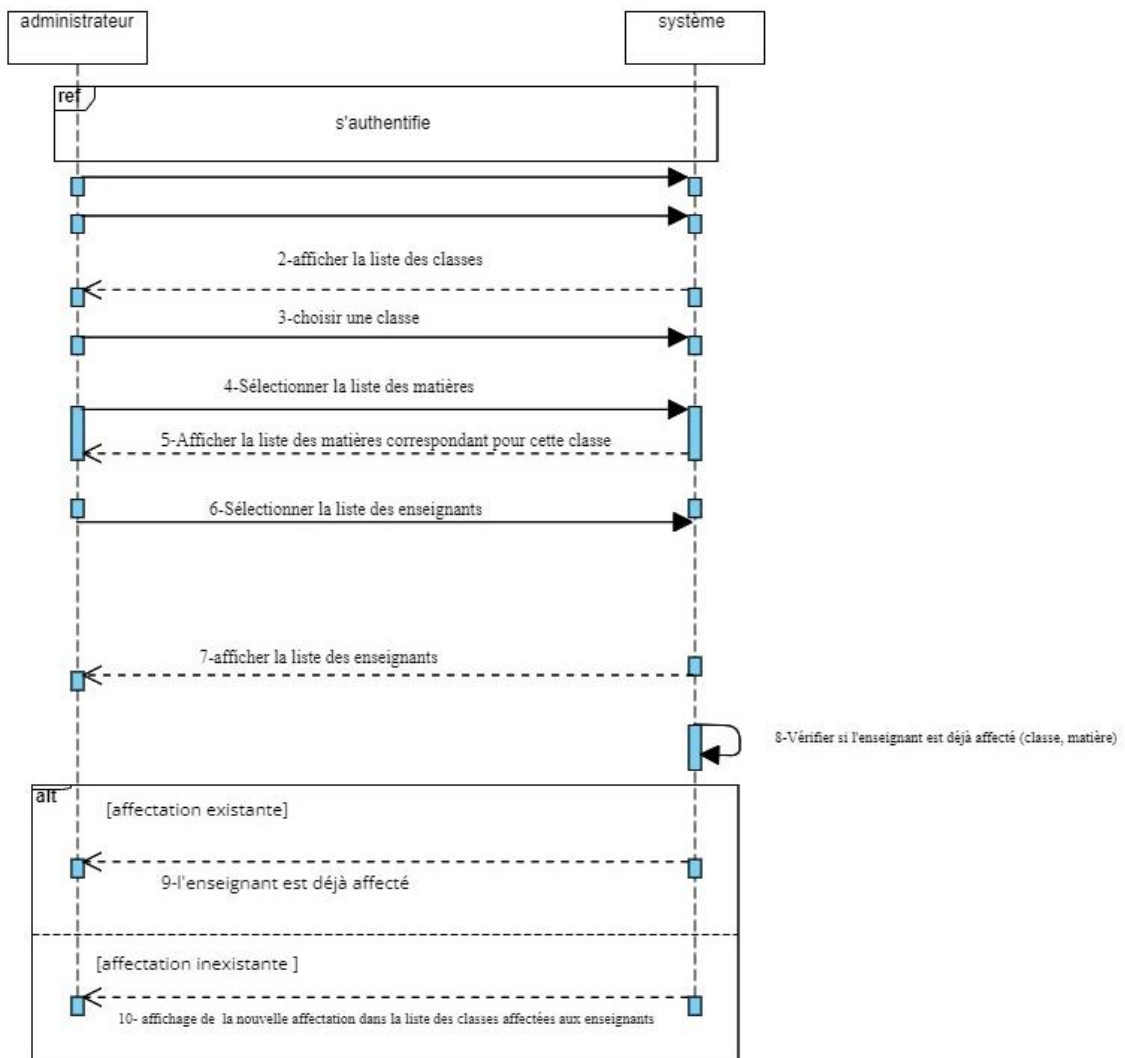 administrateur
système
ref
s'authentifie
2-afficher la liste des classes
3-choisir une classe
4-Sélectionner la liste des matières
5-Afficher la liste des matières correspondant pour cette classe
6-Sélectionner la liste des enseignants
7-afficher la liste des enseignants
8-Vérifier si l'enseignant est déjà affecté (classe, matière)
alt
[affectation existante]
9-l'enseignant est déjà affecté
[affectation inexistante ]
10- affichage de la nouvelle affectation dans la liste des classes affectées aux enseignants